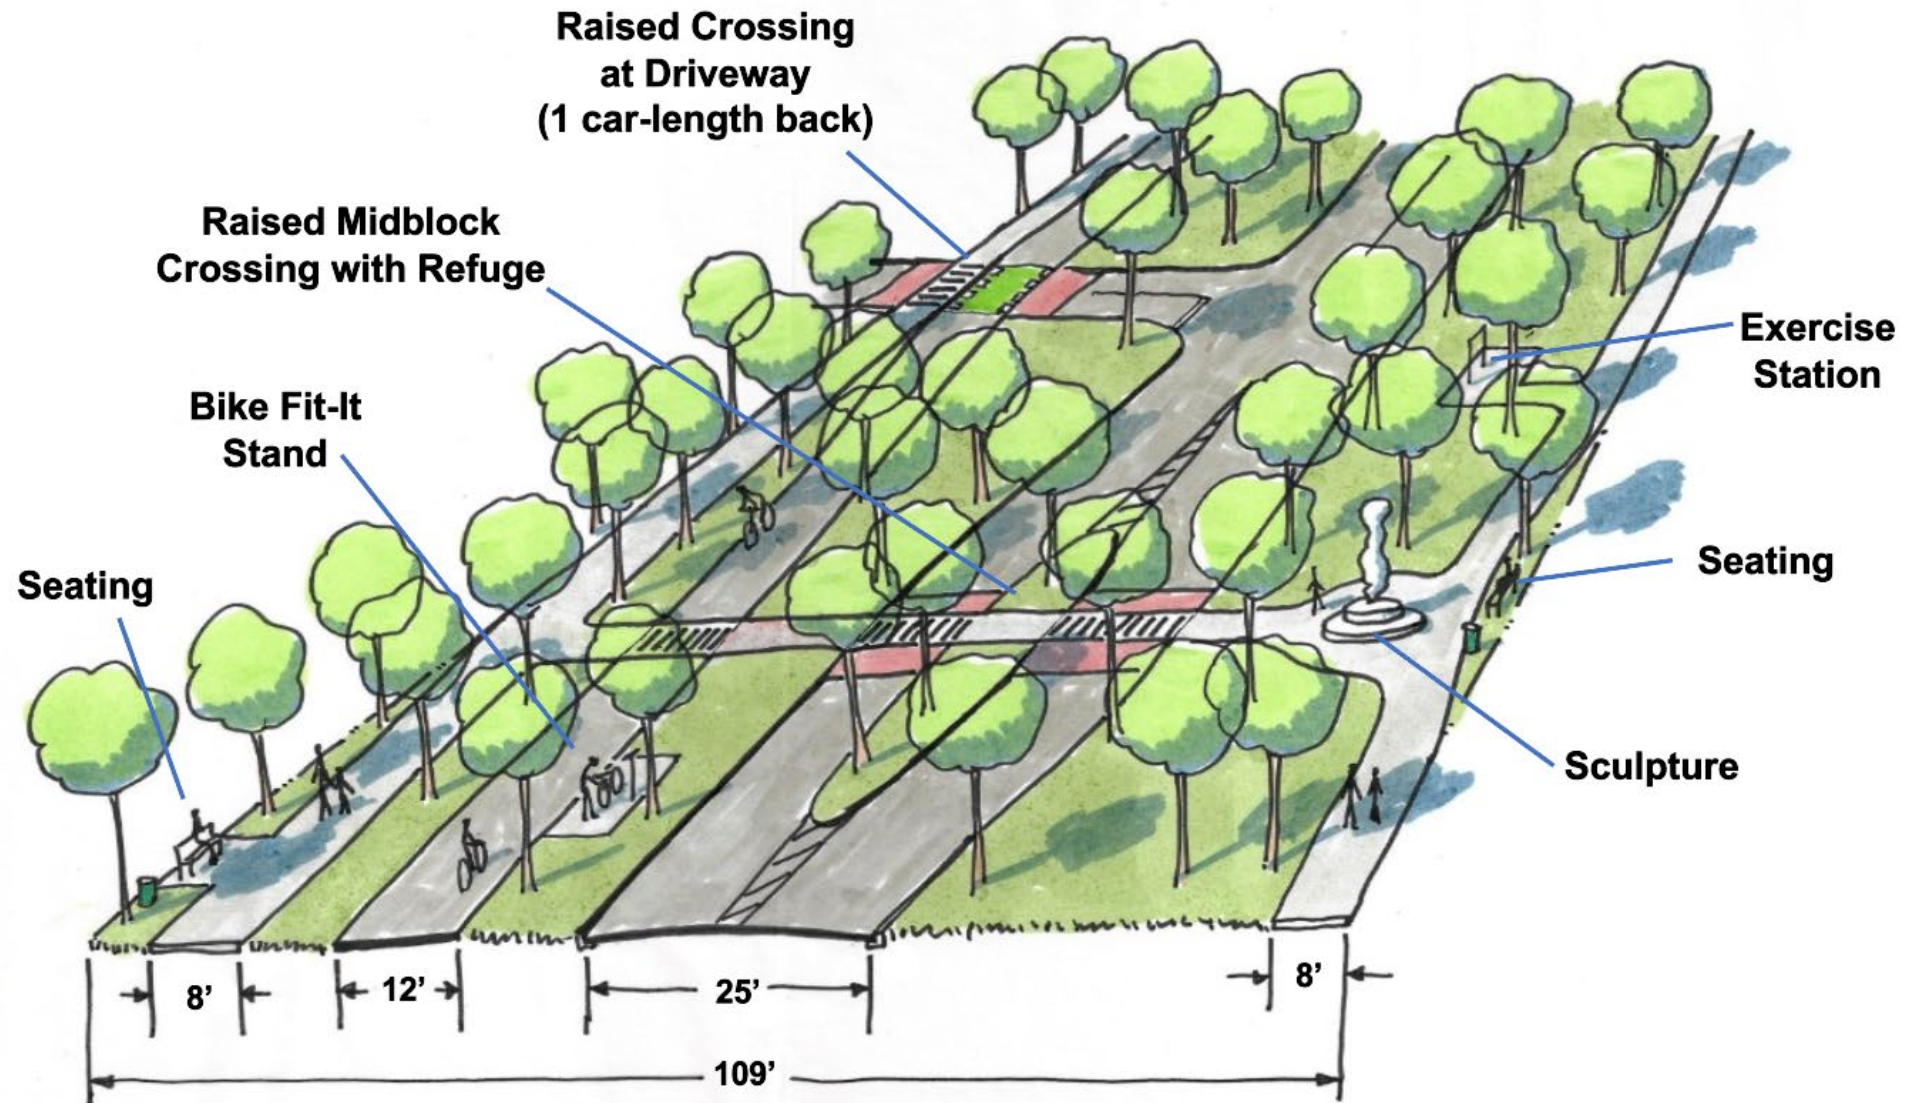 Raised Crossing
at Driveway
(1 car-length back)
Raised Midblock
Crossing with Refuge
Exercise
Station
Bike Fit-It
Stand
Seating
Seating
Sculpture
8’
12’
25’
8’
109’